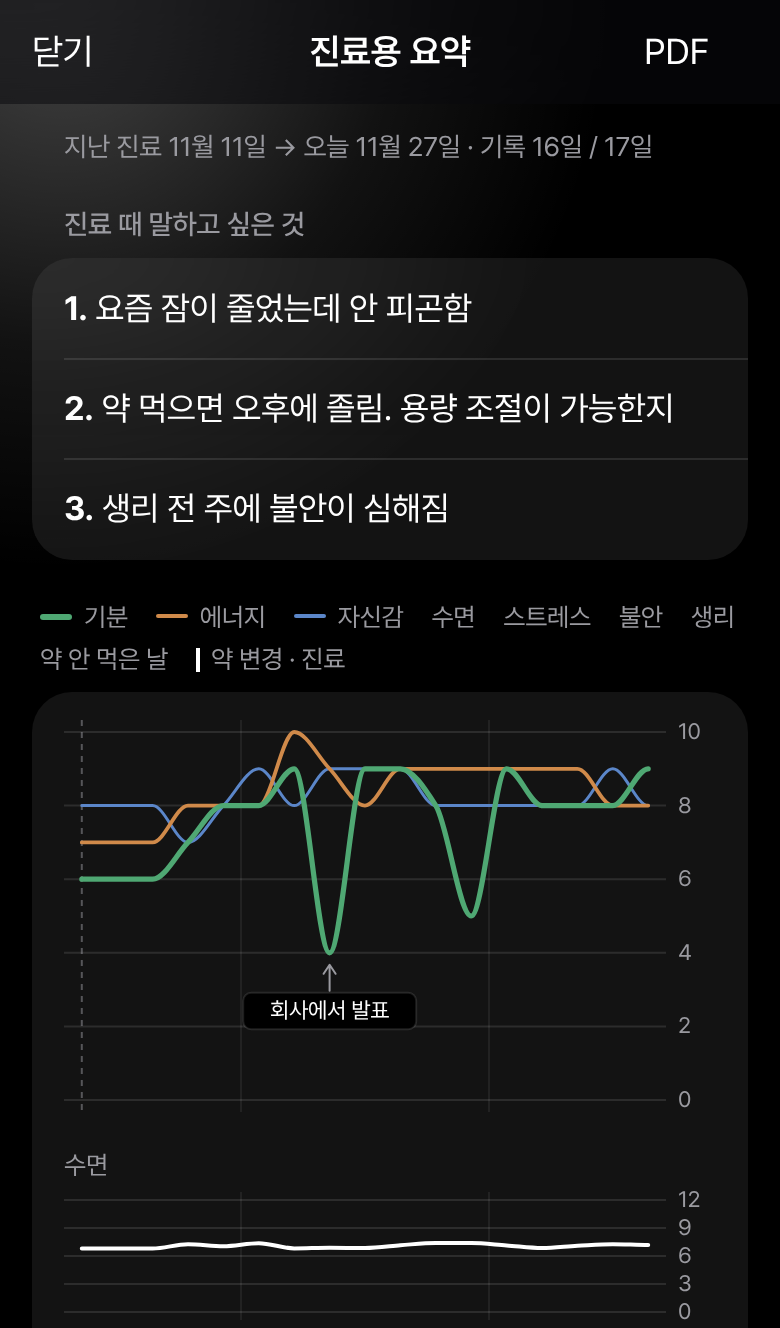 닫기 진료용 요약 PDF
지난 진료 11월 11일 → 오늘 11월 27일 · 기록 16일 / 17일
진료 때 말하고 싶은 것
1. 요즘 잠이 줄었는데 안 피곤함
2. 약 먹으면 오후에 졸림. 용량 조절이 가능한지
3. 생리 전 주에 불안이 심해짐
기분 에너지 자신감 수면 스트레스 불안 생리
약 안 먹은 날 약 변경 · 진료
10
8
6
4
회사에서 발표
2
0
수면
12
9
6
3
0